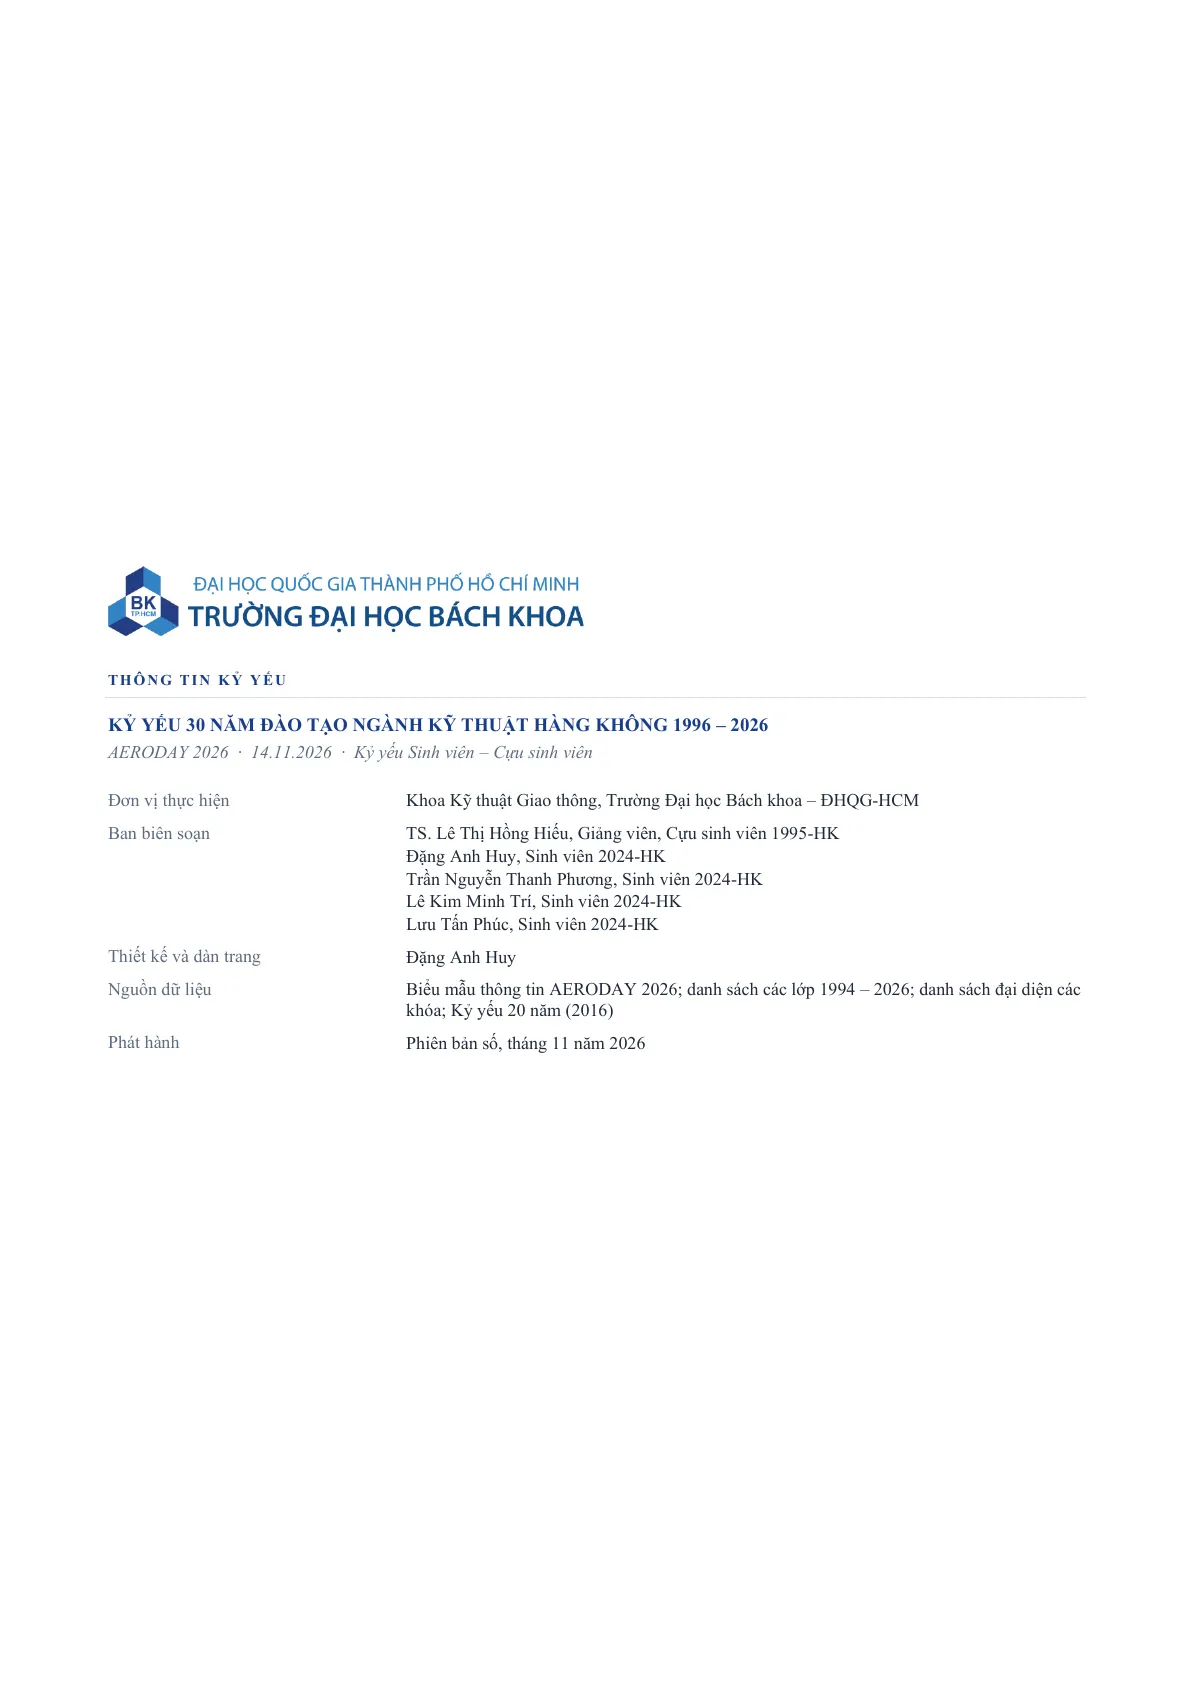 BK
TP.HCM
ĐẠI HỌC QUỐC GIA THÀNH PHỐ HỒ CHÍ MINH
TRƯỜNG ĐẠI HỌC BÁCH KHOA
THÔNG TIN KỶ YẾU
KỶ YẾU 30 NĂM ĐÀO TẠO NGÀNH KỸ THUẬT HÀNG KHÔNG 1996 – 2026
AERODAY 2026 · 14.11.2026 · Kỷ yếu Sinh viên – Cựu sinh viên
Đơn vị thực hiện Khoa Kỹ thuật Giao thông, Trường Đại học Bách khoa – ĐHQG-HCM
Ban biên soạn TS. Lê Thị Hồng Hiếu, Giảng viên, Cựu sinh viên 1995-HK
Đặng Anh Huy, Sinh viên 2024-HK
Trần Nguyễn Thanh Phương, Sinh viên 2024-HK
Lê Kim Minh Trí, Sinh viên 2024-HK
Lưu Tấn Phúc, Sinh viên 2024-HK
Thiết kế và dàn trang Đặng Anh Huy
Nguồn dữ liệu Biểu mẫu thông tin AERODAY 2026; danh sách các lớp 1994 – 2026; danh sách đại diện các
khóa; Kỷ yếu 20 năm (2016)
Phát hành Phiên bản số, tháng 11 năm 2026